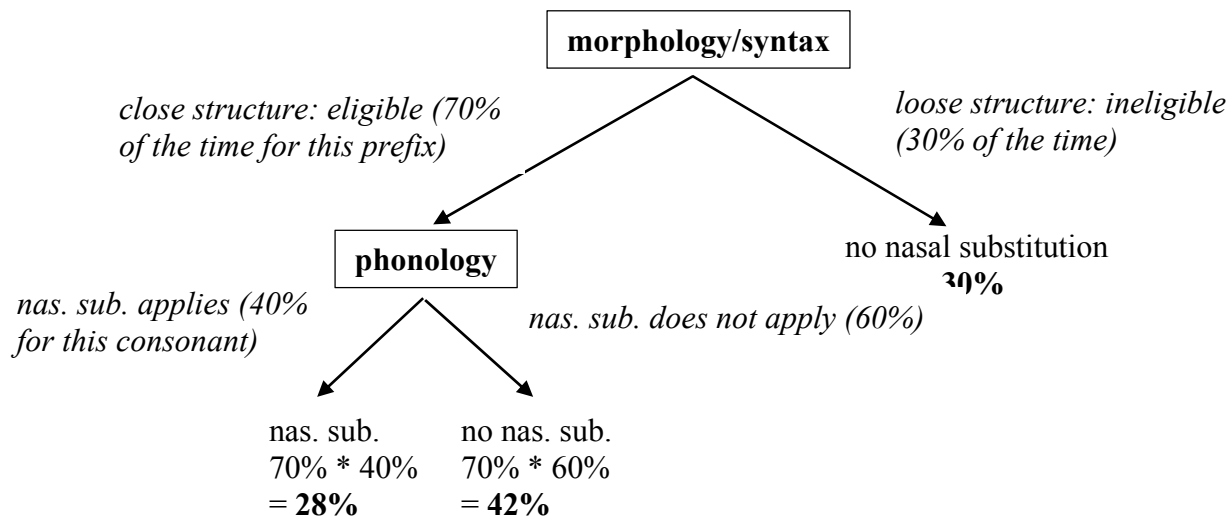 morphology/syntax
close structure: eligible (70%
of the time for this prefix)
loose structure: ineligible
(30% of the time)
phonology
no nasal substitution
30%
nas. sub. applies (40%
for this consonant)
nas. sub. does not apply (60%)
nas. sub.
70% * 40%
= 28%
no nas. sub.
70% * 60%
= 42%